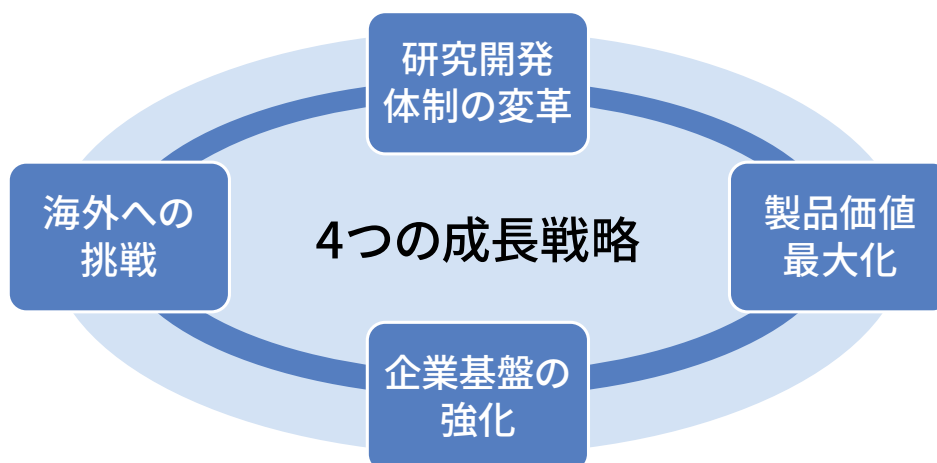 研究開発
体制の変革
海外への
挑戦
4つの成長戦略
製品価値
最大化
企業基盤の
強化